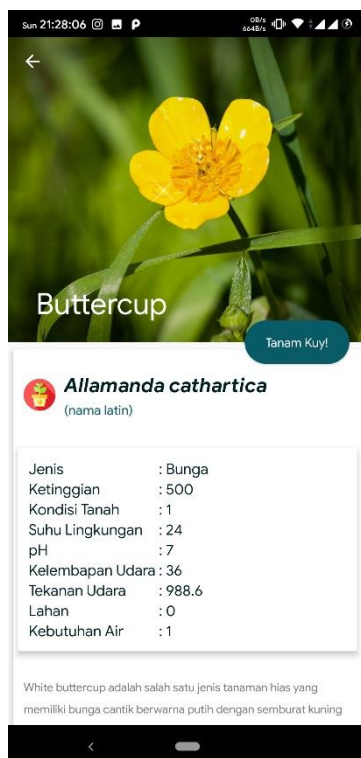 Sun 21:28:06
0B/s
664B/s
Buttercup
Tanam Kuy!
Allamanda cathartica
(nama latin)
Jenis : Bunga
Ketinggian : 500
Kondisi Tanah : 1
Suhu Lingkungan : 24
pH : 7
Kelembapan Udara : 36
Tekanan Udara : 988.6
Lahan : 0
Kebutuhan Air : 1
White buttercup adalah salah satu jenis tanaman hias yang
memiliki bunga cantik berwarna putih dengan semburat kuning